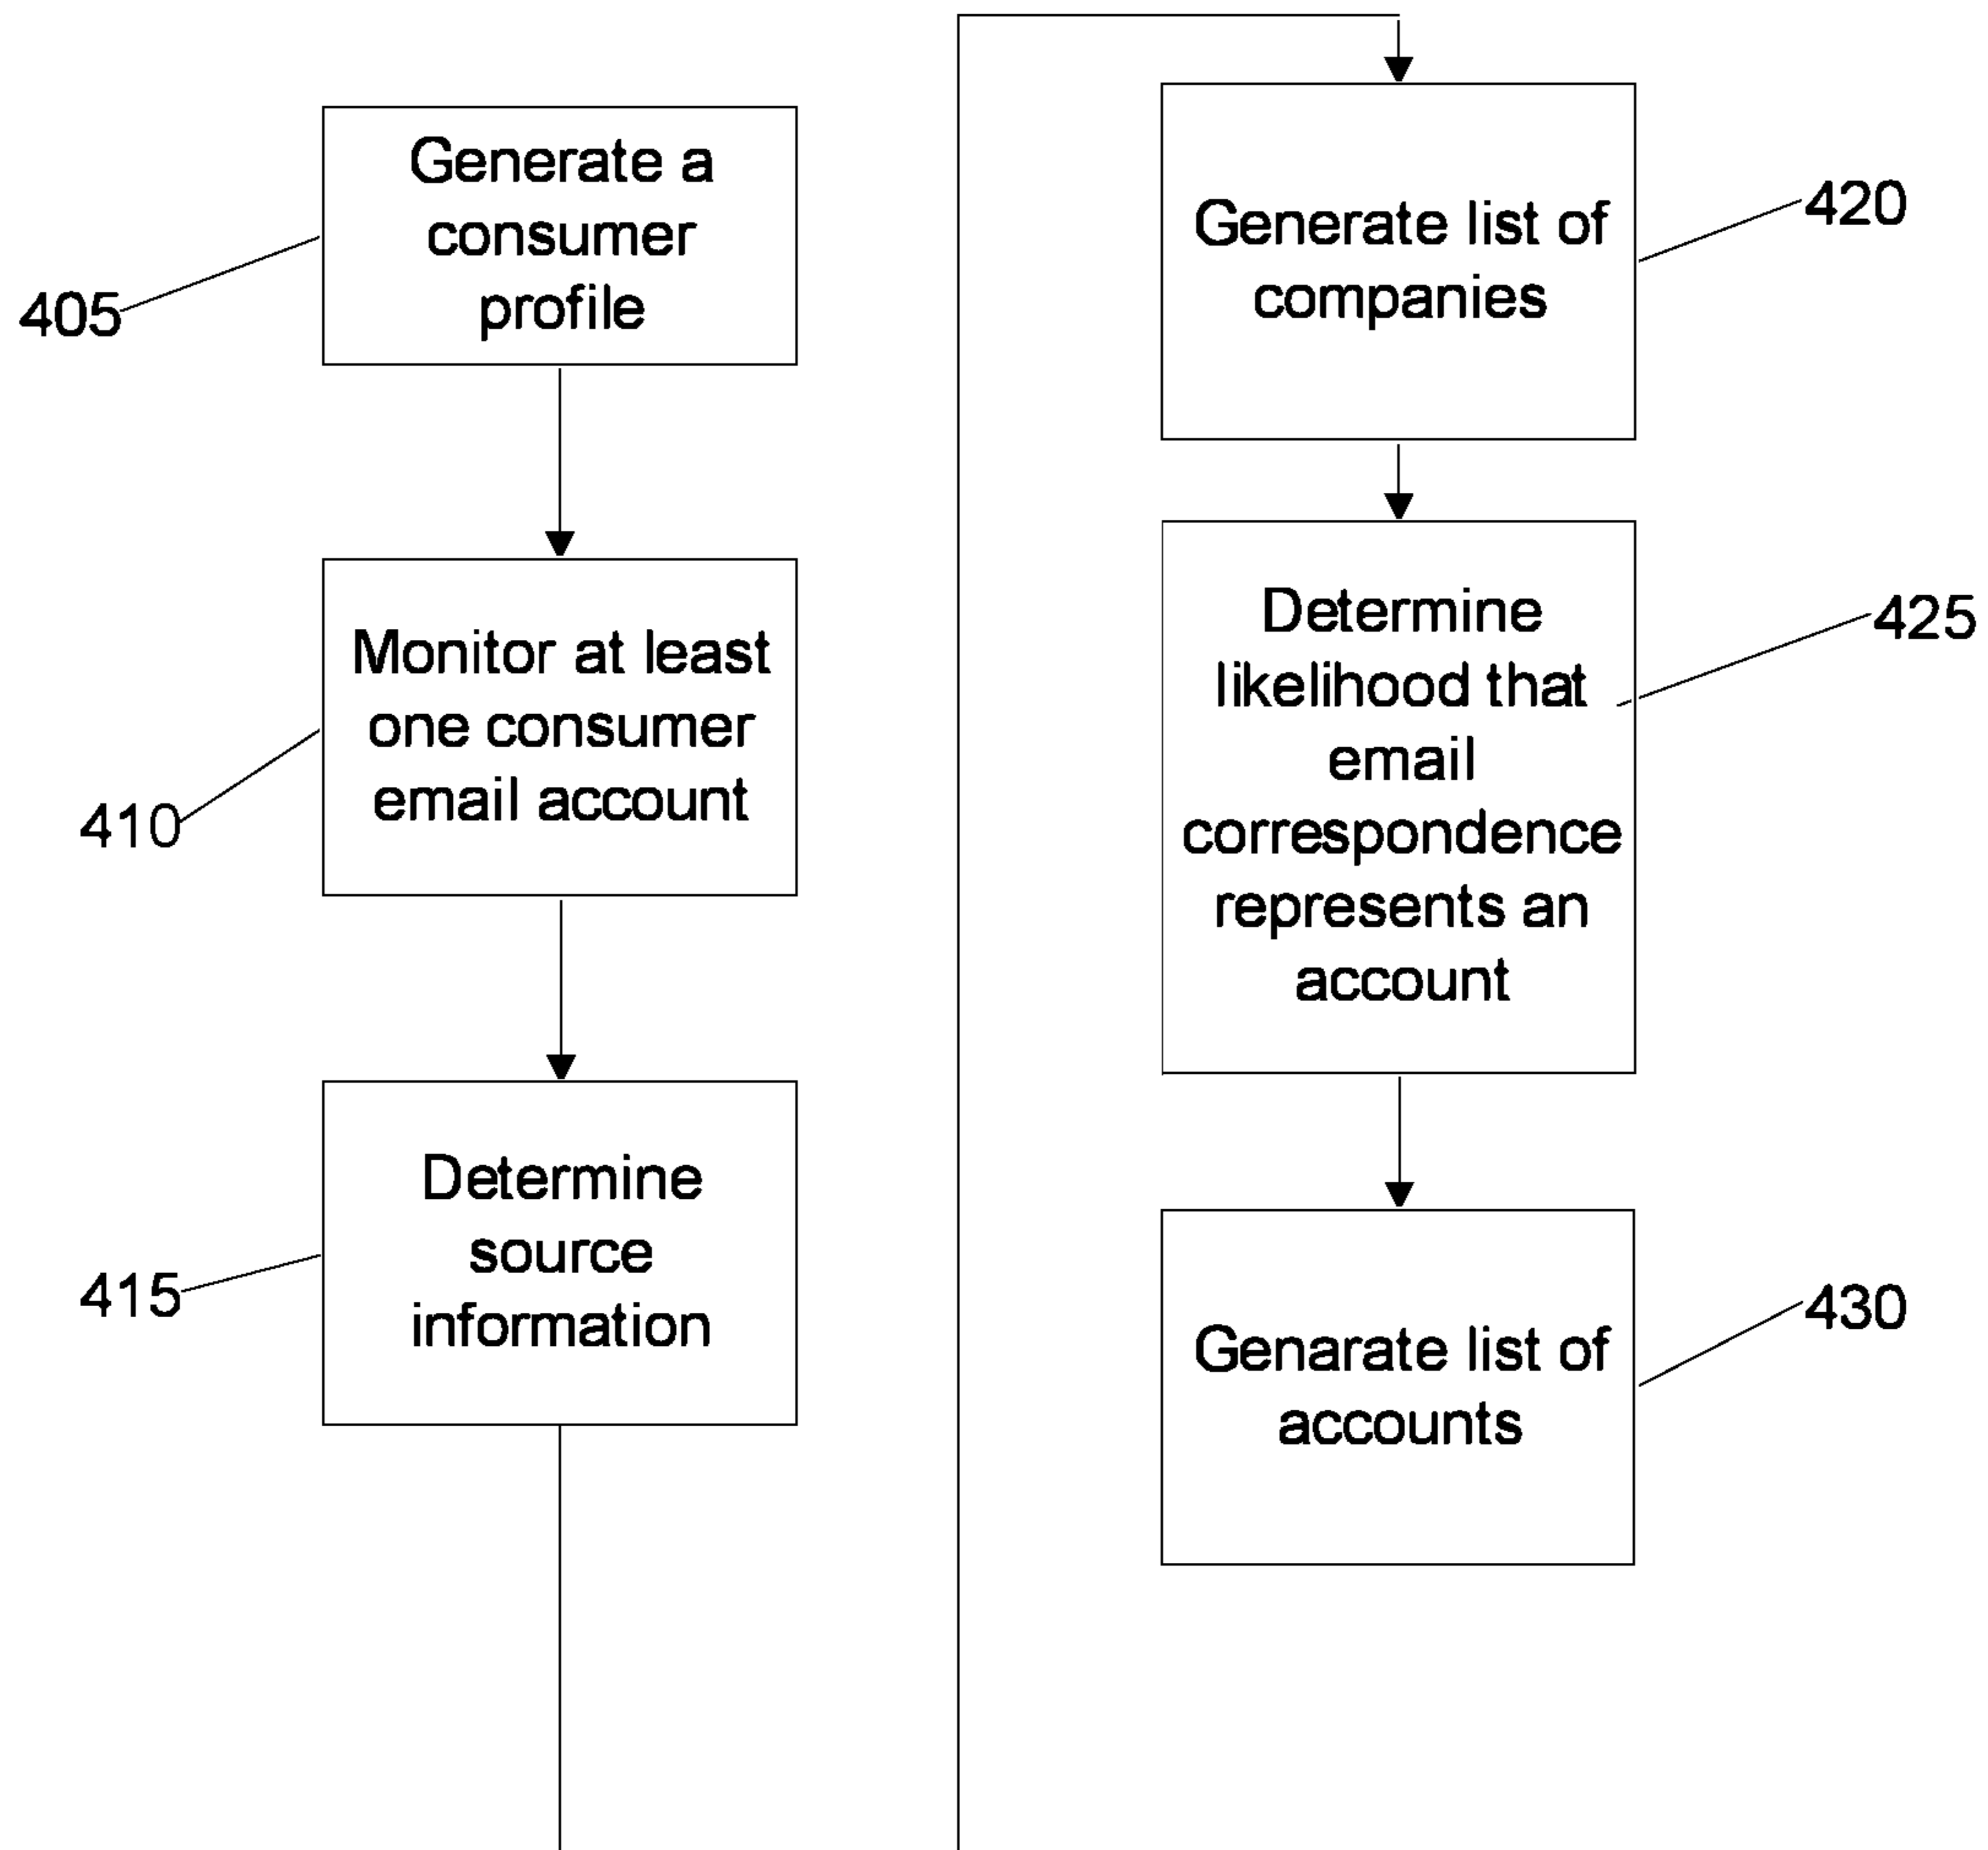 Generate a
consumer
profile
405
Monitor at least
one consumer
email account
410
Determine
source
information
415
Generate list of
companies
420
Determine
likelihood that
email
correspondence
represents an
account
425
Genarate list of
accounts
430